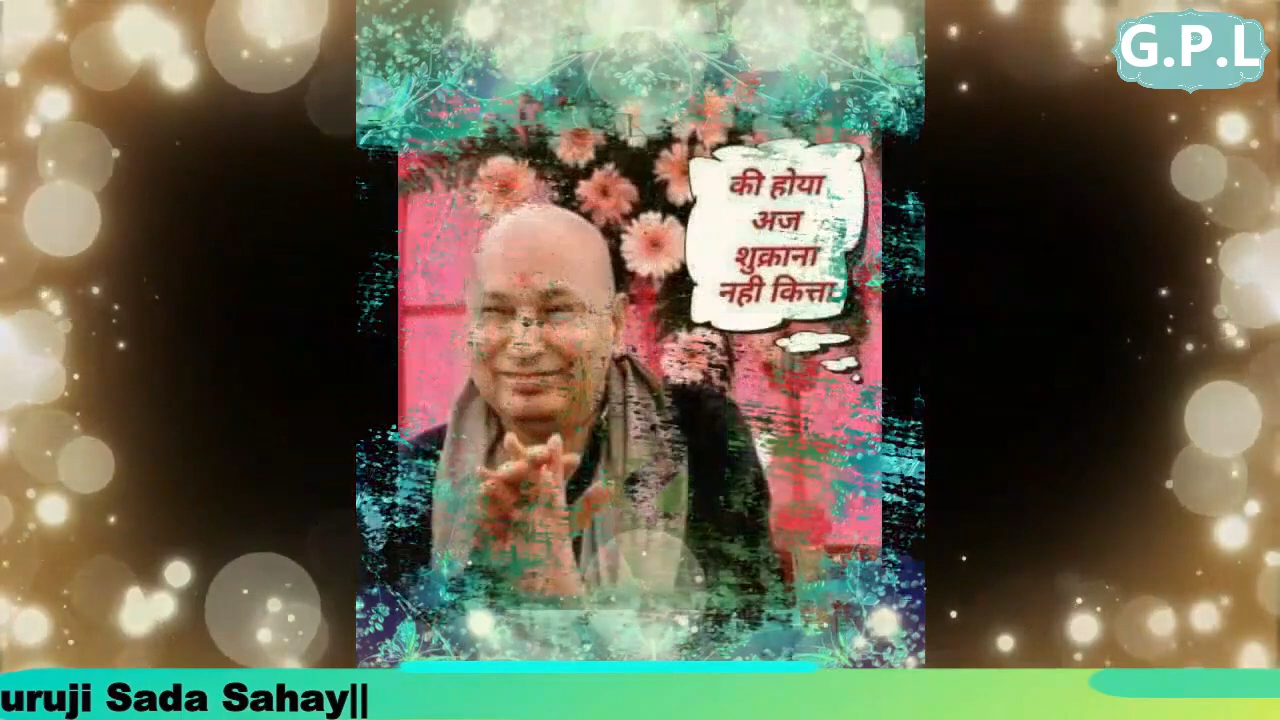 G.P.L
की होया
अज
शुक्राना
नही कित्ता
uruji Sada Sahay||